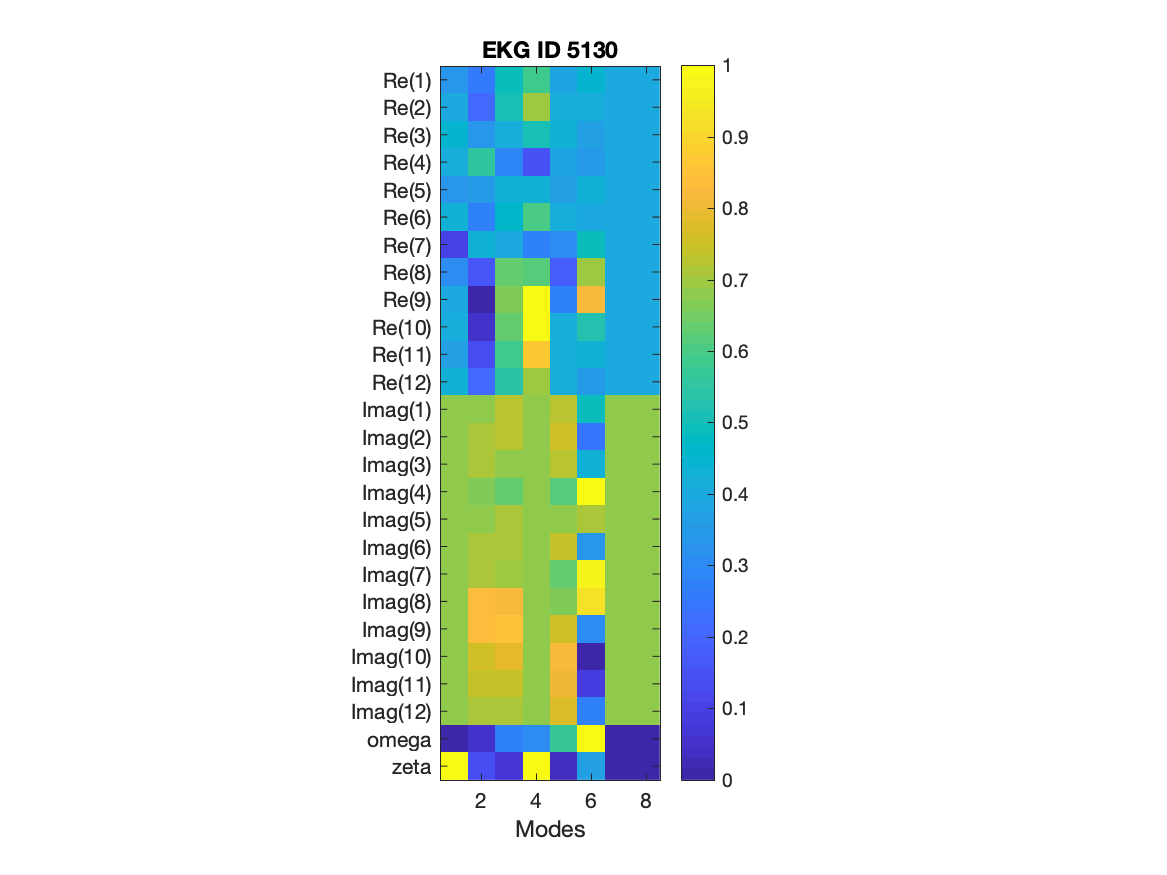 EKG ID 5130
Re(1)
Re(2)
Re(3)
Re(4)
Re(5)
Re(6)
Re(7)
Re(8)
Re(9)
Re(10)
Re(11)
Re(12)
Imag(1)
Imag(2)
Imag(3)
Imag(4)
Imag(5)
Imag(6)
Imag(7)
Imag(8)
Imag(9)
Imag(10)
Imag(11)
Imag(12)
omega
zeta
2 4 6 8
Modes
1
0.9
0.8
0.7
0.6
0.5
0.4
0.3
0.2
0.1
0